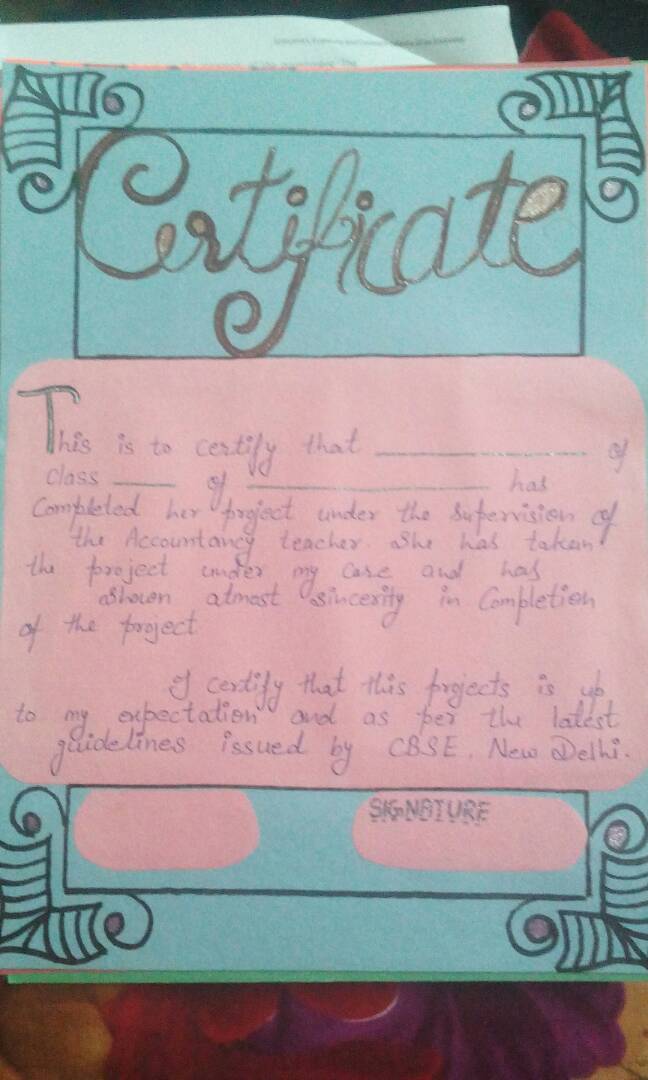 Certificate
This is to certify that ____________ of
class ____ of ______________ has
Completed her project under the supervision of
the Accountancy teacher. She has taken
the project under my care and has
shown atmost sincerity in Completion
of the project
I certify that this projects is up
to my expectation and as per the latest
guidelines issued by CBSE, New Delhi.
SIGNATURE